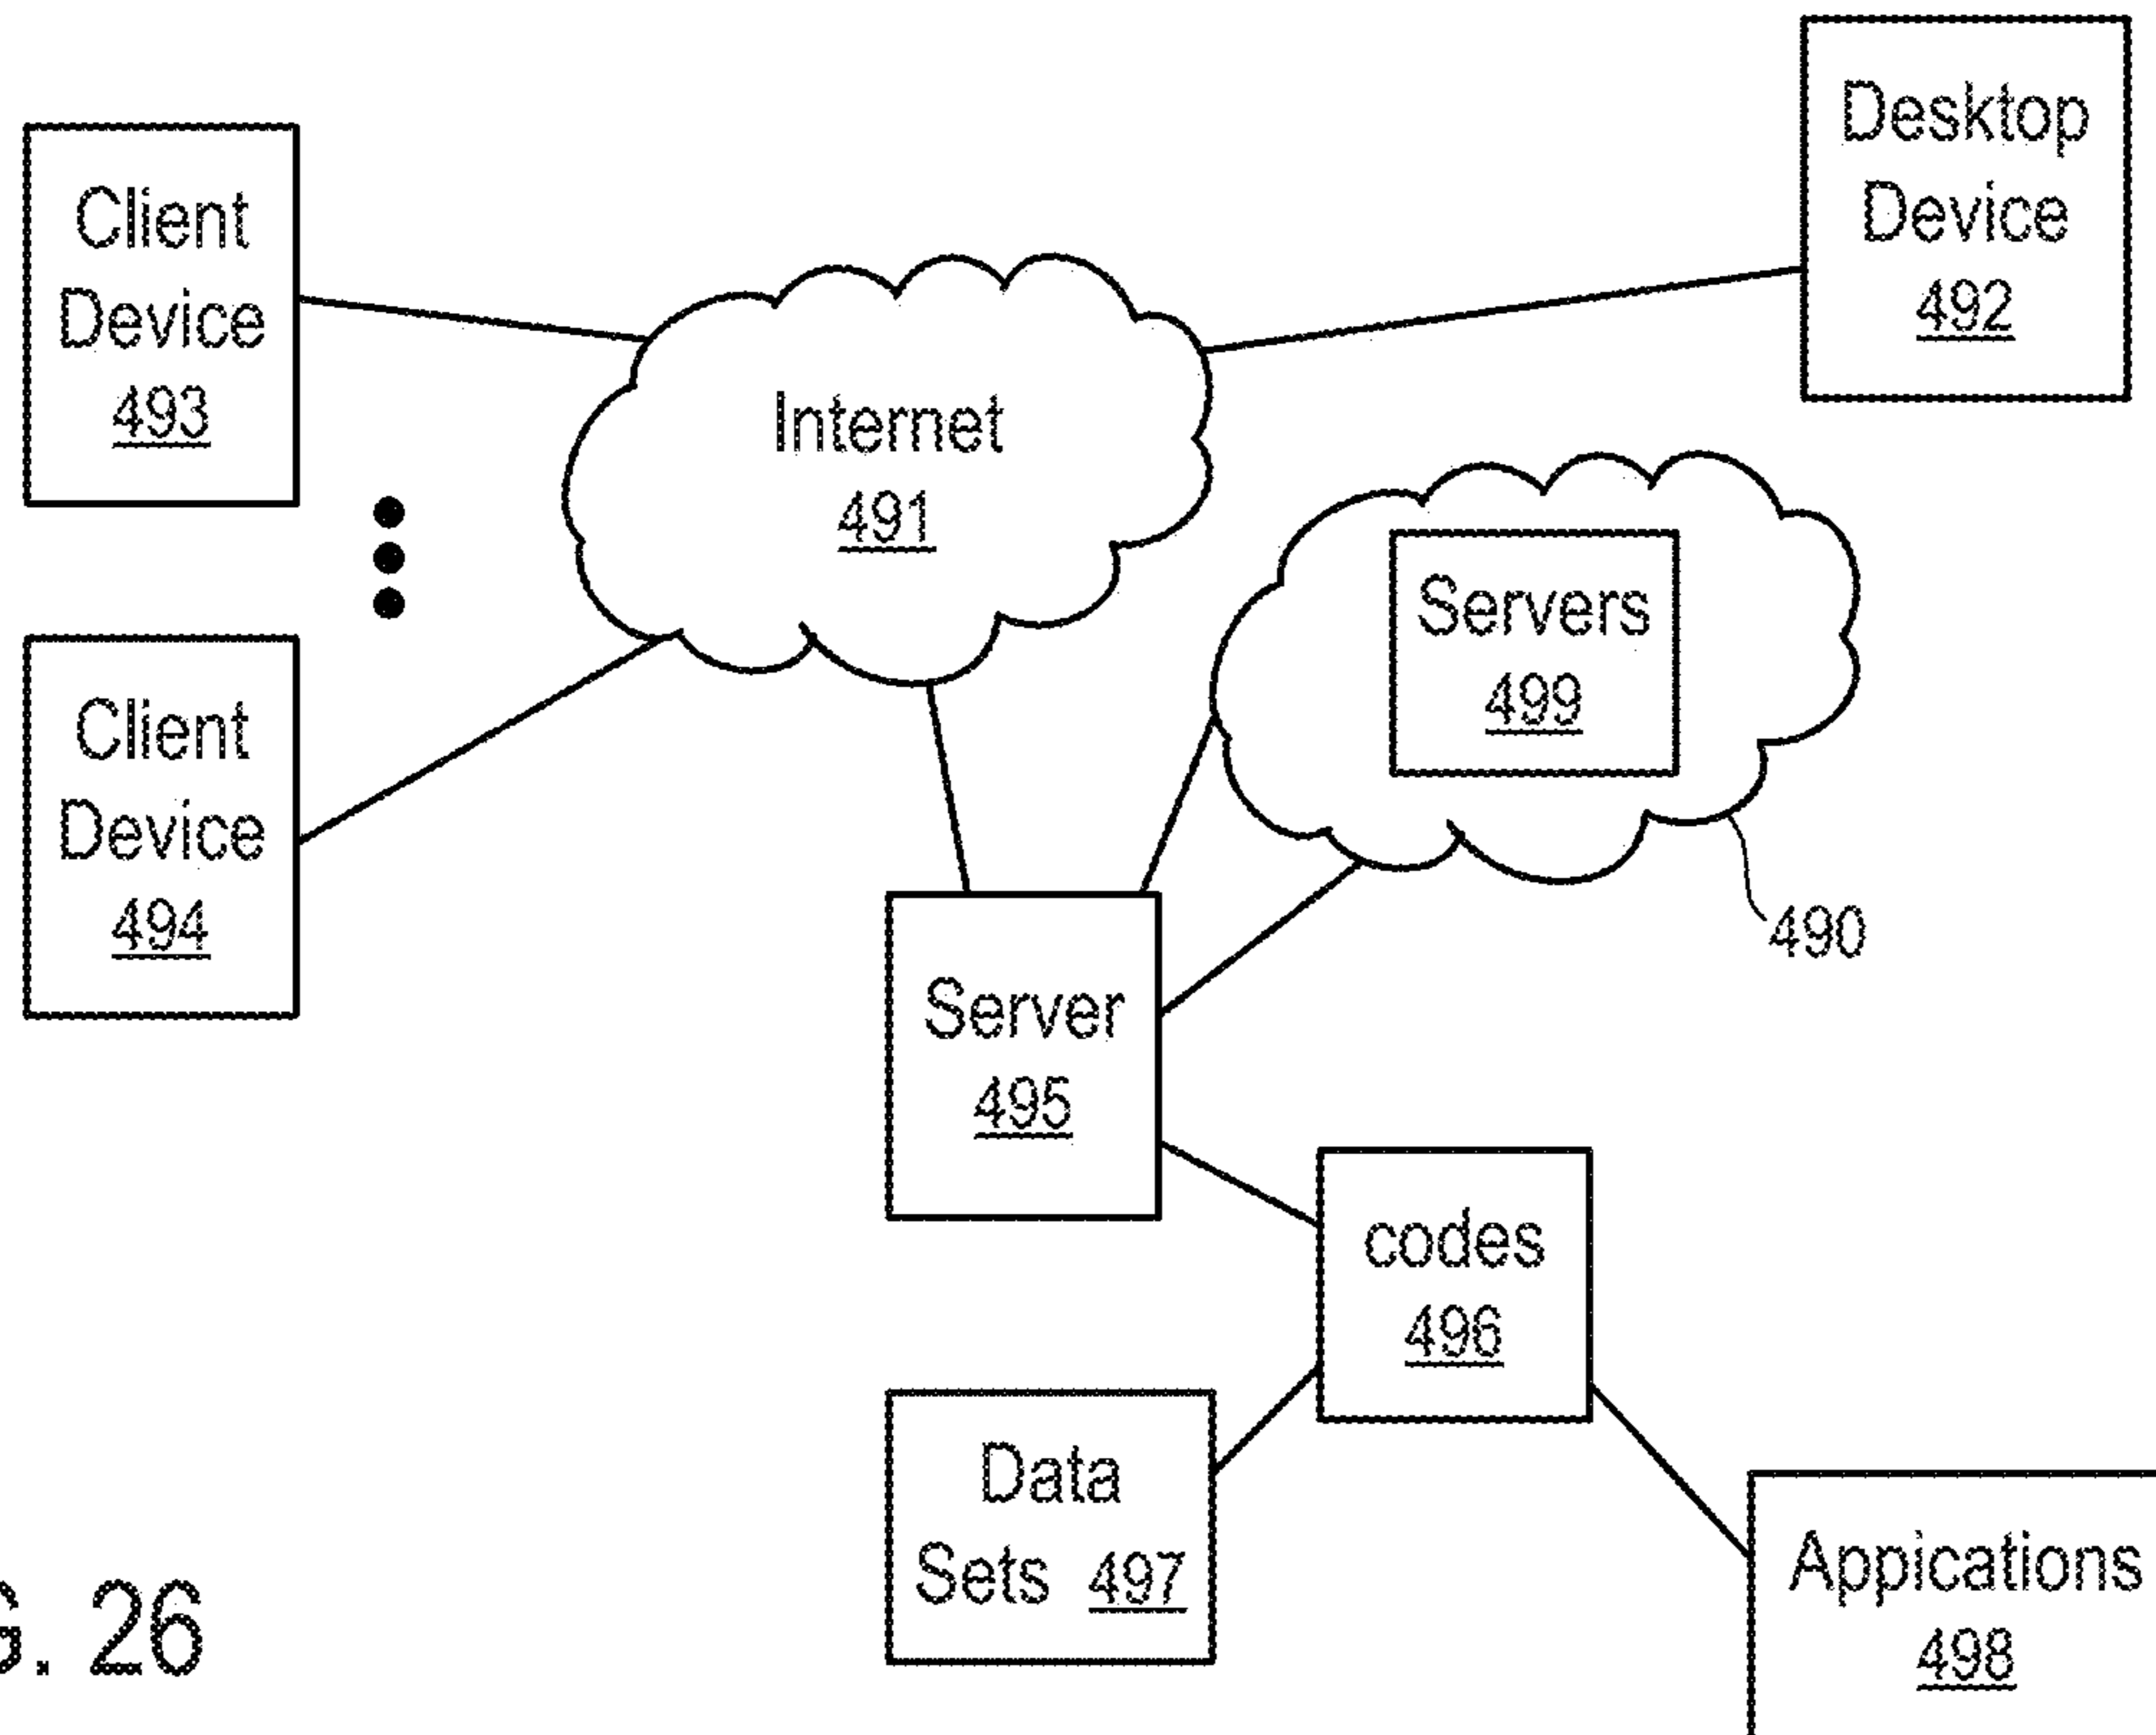 Desktop
Device
492
Client
Device
493
Internet
491
Servers
499
Client
Device
494
490
Server
495
codes
496
Data
Sets 497
Appications
498
G. 26